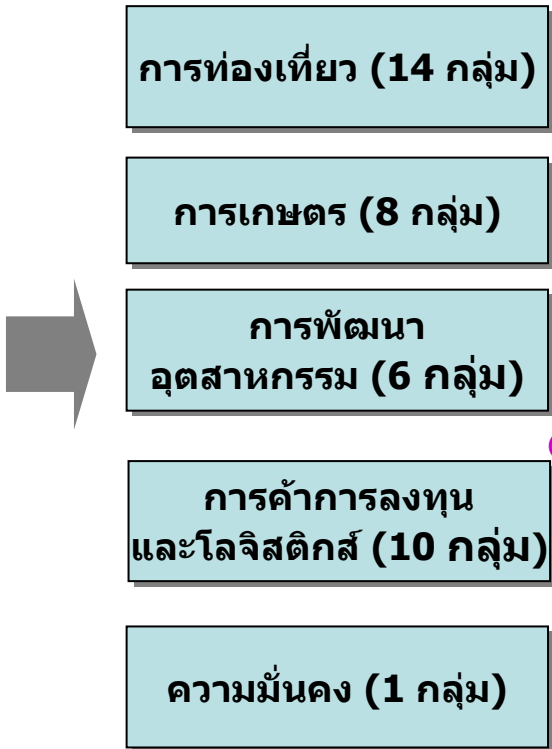 การท่องเที่ยว (14 กลุ่ม)
การเกษตร (8 กลุ่ม)
การพัฒนา
อุตสาหกรรม (6 กลุ่ม)
การค้าการลงทุน
และโลจิสติกส์ (10 กลุ่ม)
ความมั่นคง (1 กลุ่ม)